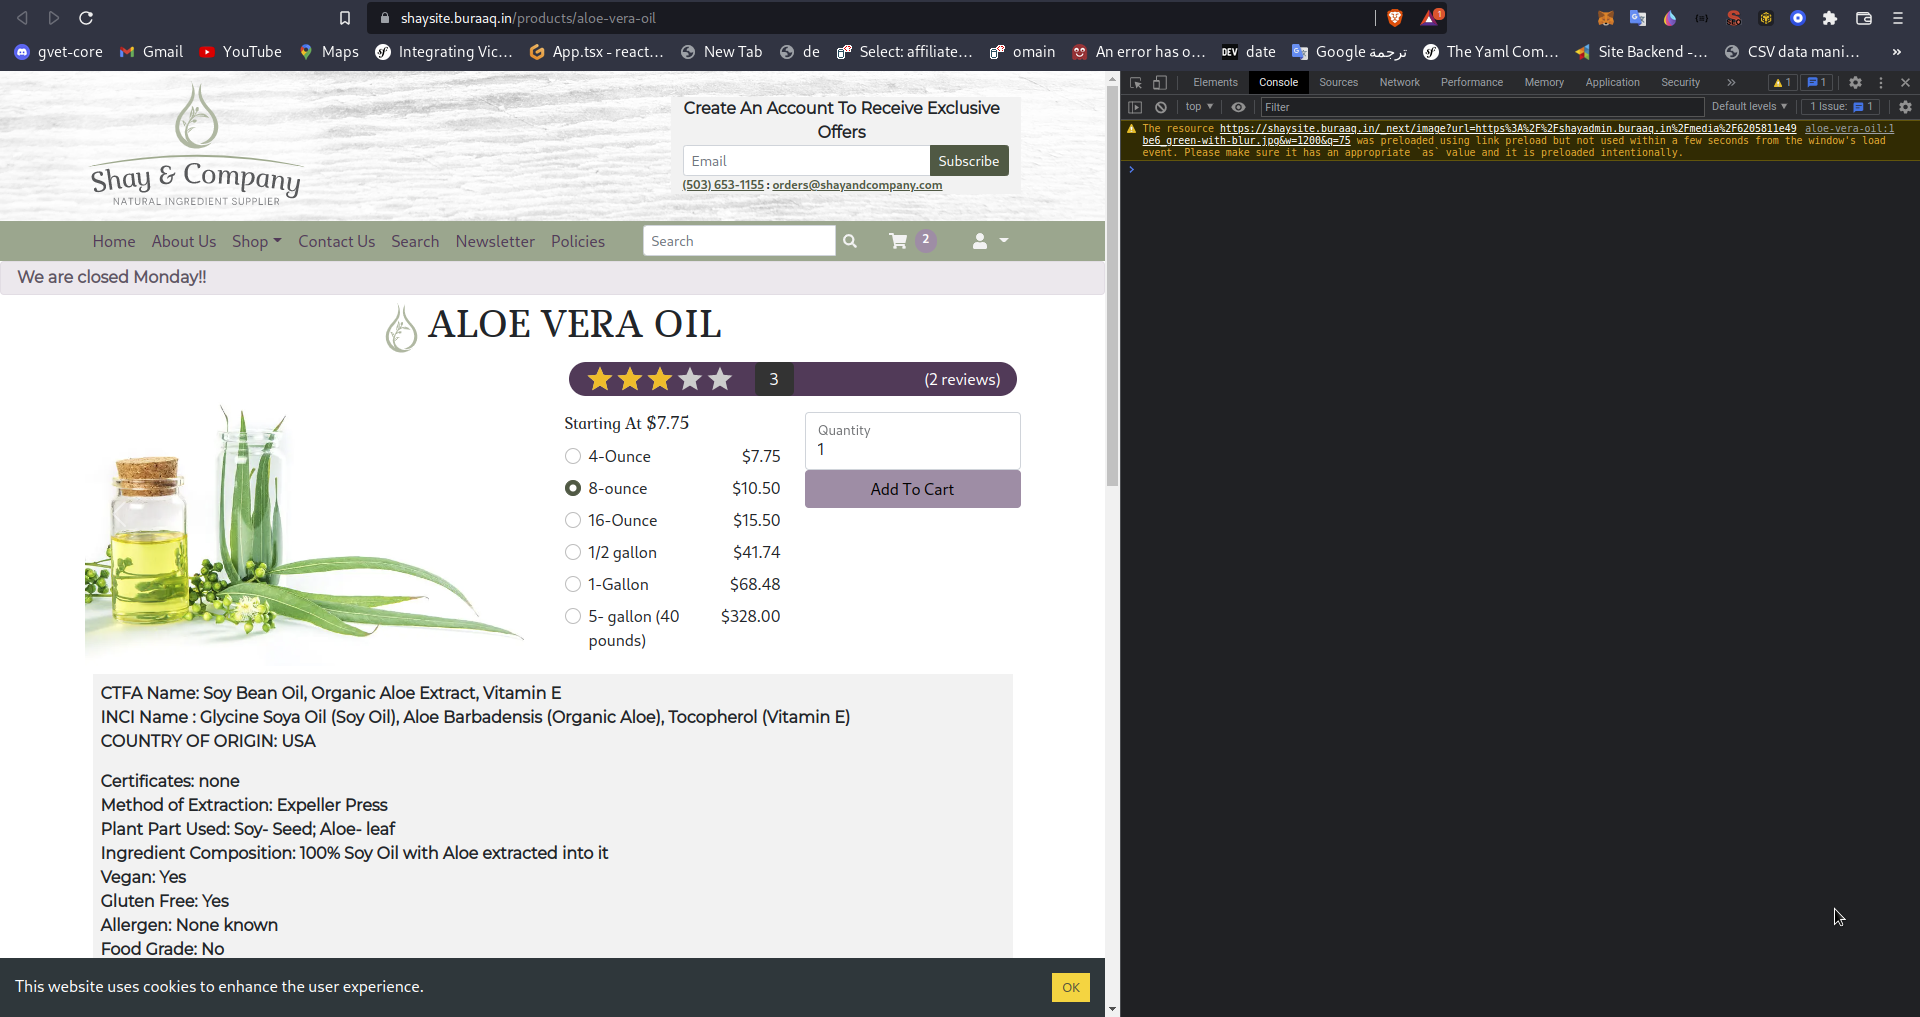 shaysite.buraaq.in/products/aloe-vera-oil
1
gvet-core
Gmail
YouTube
Maps
Integrating Vic...
App.tsx - react...
New Tab
de
Select: affiliate...
omain
An error has o...
DEV date
Google ترجمة
The Yaml Com...
Site Backend -...
CSV data mani...
»
Shay & Company
NATURAL INGREDIENT SUPPLIER
Create An Account To Receive Exclusive
Offers
Email
Subscribe
(503) 653-1155 : orders@shayandcompany.com
Home
About Us
Shop
Contact Us
Search
Newsletter
Policies
Search
2
We are closed Monday!!
ALOE VERA OIL
3
(2 reviews)
Starting At $7.75
4-Ounce $7.75
8-ounce $10.50
16-Ounce $15.50
1/2 gallon $41.74
1-Gallon $68.48
5- gallon (40 $328.00
pounds)
Quantity
1
Add To Cart
CTFA Name: Soy Bean Oil, Organic Aloe Extract, Vitamin E
INCI Name : Glycine Soya Oil (Soy Oil), Aloe Barbadensis (Organic Aloe), Tocopherol (Vitamin E)
COUNTRY OF ORIGIN: USA
Certificates: none
Method of Extraction: Expeller Press
Plant Part Used: Soy- Seed; Aloe- leaf
Ingredient Composition: 100% Soy Oil with Aloe extracted into it
Vegan: Yes
Gluten Free: Yes
Allergen: None known
Food Grade: No
This website uses cookies to enhance the user experience.
OK
Elements
Console
Sources
Network
Performance
Memory
Application
Security
»
1
1
top
Filter
Default levels
1 Issue: 1
The resource https://shaysite.buraaq.in/_next/image?url=https%3A%2F%2Fshayadmin.buraaq.in%2Fmedia%2F6205811e49 aloe-vera-oil:1
be6_green-with-blur.jpg&w=1200&q=75 was preloaded using link preload but not used within a few seconds from the window's load
event. Please make sure it has an appropriate `as` value and it is preloaded intentionally.